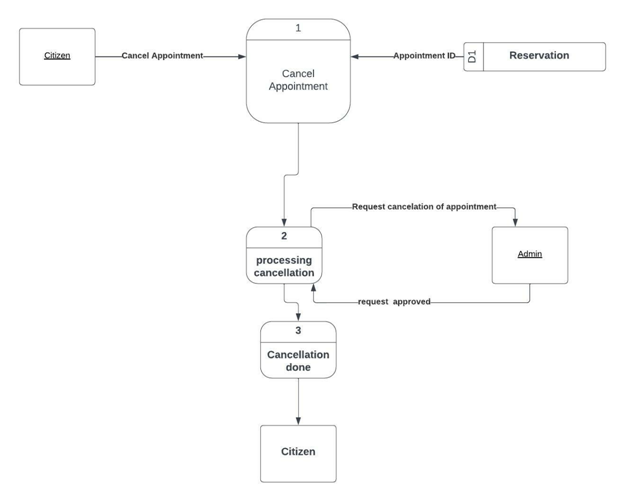 1
Citizen
Cancel Appointment
Appointment ID
D1
Reservation
Cancel
Appointment
Request cancelation of appointment
2
processing
cancellation
Admin
request approved
3
Cancellation
done
Citizen